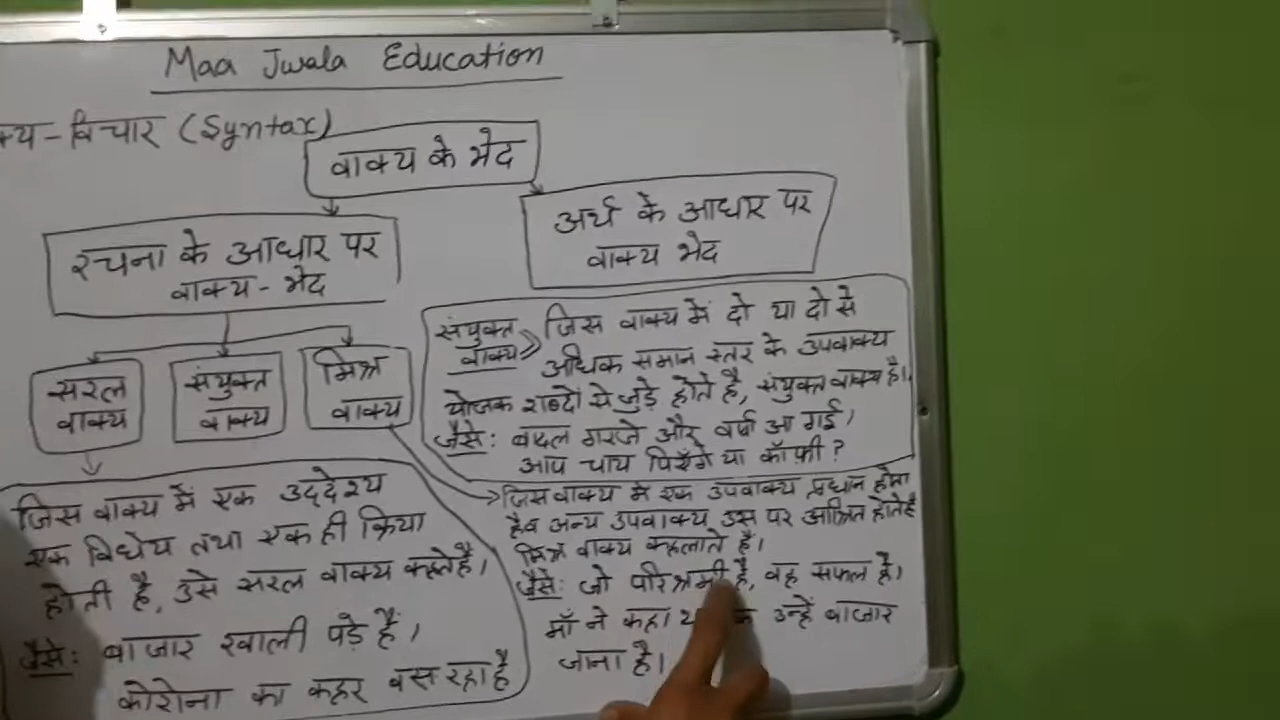 Maa Jwala Education
क्य-विचार (Syntax)
वाक्य के भेद
रचना के आधार पर
वाक्य-भेद
अर्थ के आधार पर
वाक्य भेद
सरल
वाक्य
संयुक्त
वाक्य
मिश्र
वाक्य
संयुक्त वाक्य जिस वाक्य में दो या दो से
अधिक समान स्तर के उपवाक्य
योजक शब्दों से जुड़े होते है, संयुक्त वाक्य है।
जैसे: बादल गरजे और वर्षा आ गई।
आप चाय पिएँगे या कॉफ़ी?
जिस वाक्य में एक उद्देश्य
एक विधेय तथा एक ही क्रिया
होती है, उसे सरल वाक्य कहते है।
जैसे: बाजार खाली पड़े हैं।
कोरोना का कहर बस रहा है
जिस वाक्य मे एक उपवाक्य प्रधान होता
है व अन्य उपवाक्य उस पर आश्रित होते है
मिश्र वाक्य कहलाते है।
जैसे: जो परिश्रमी है, वह सफल है।
माँ ने कहा उन्हें बाजार
जाना है।